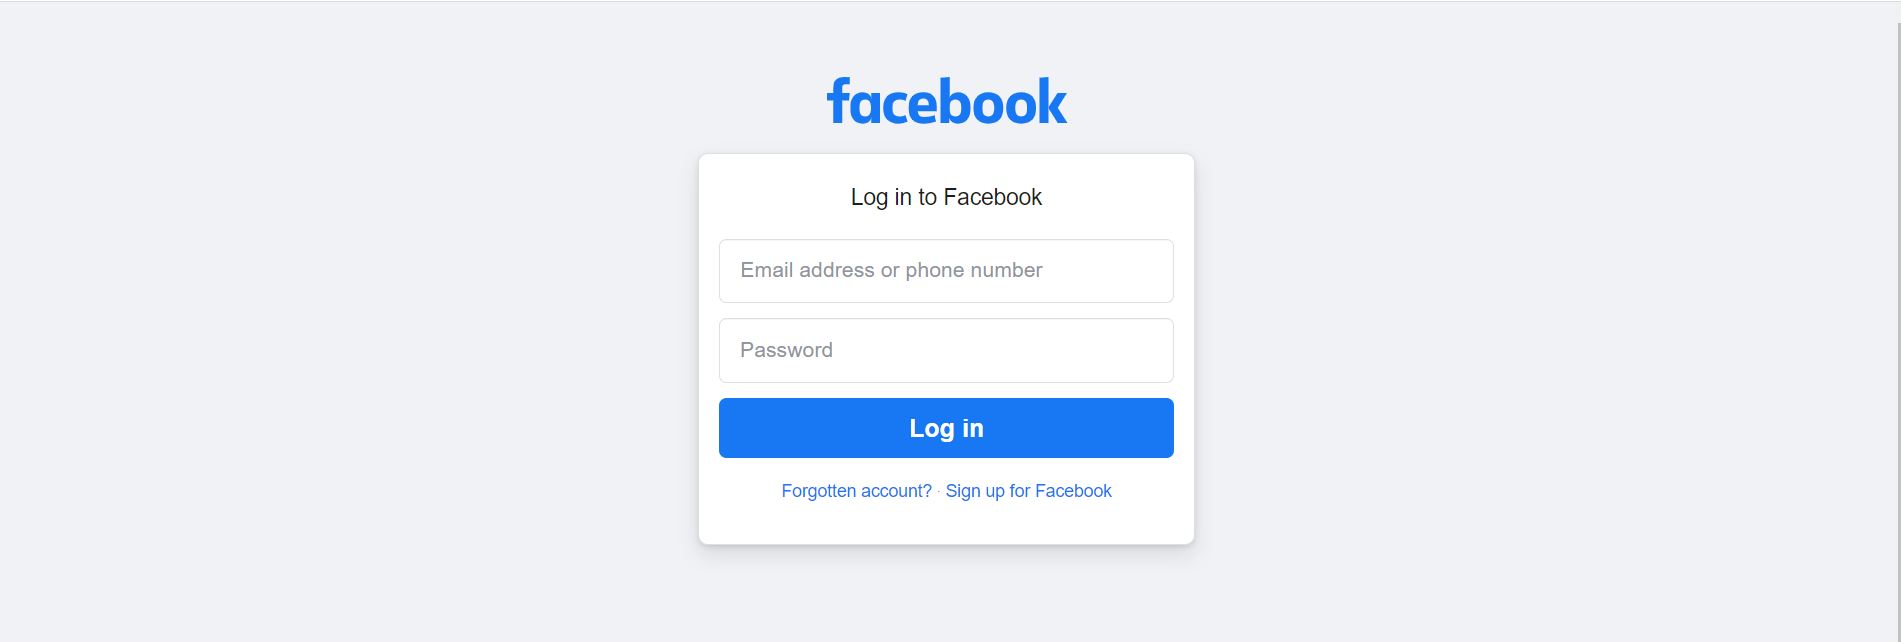 facebook
Log in to Facebook
Email address or phone number
Password
Log in
Forgotten account? · Sign up for Facebook